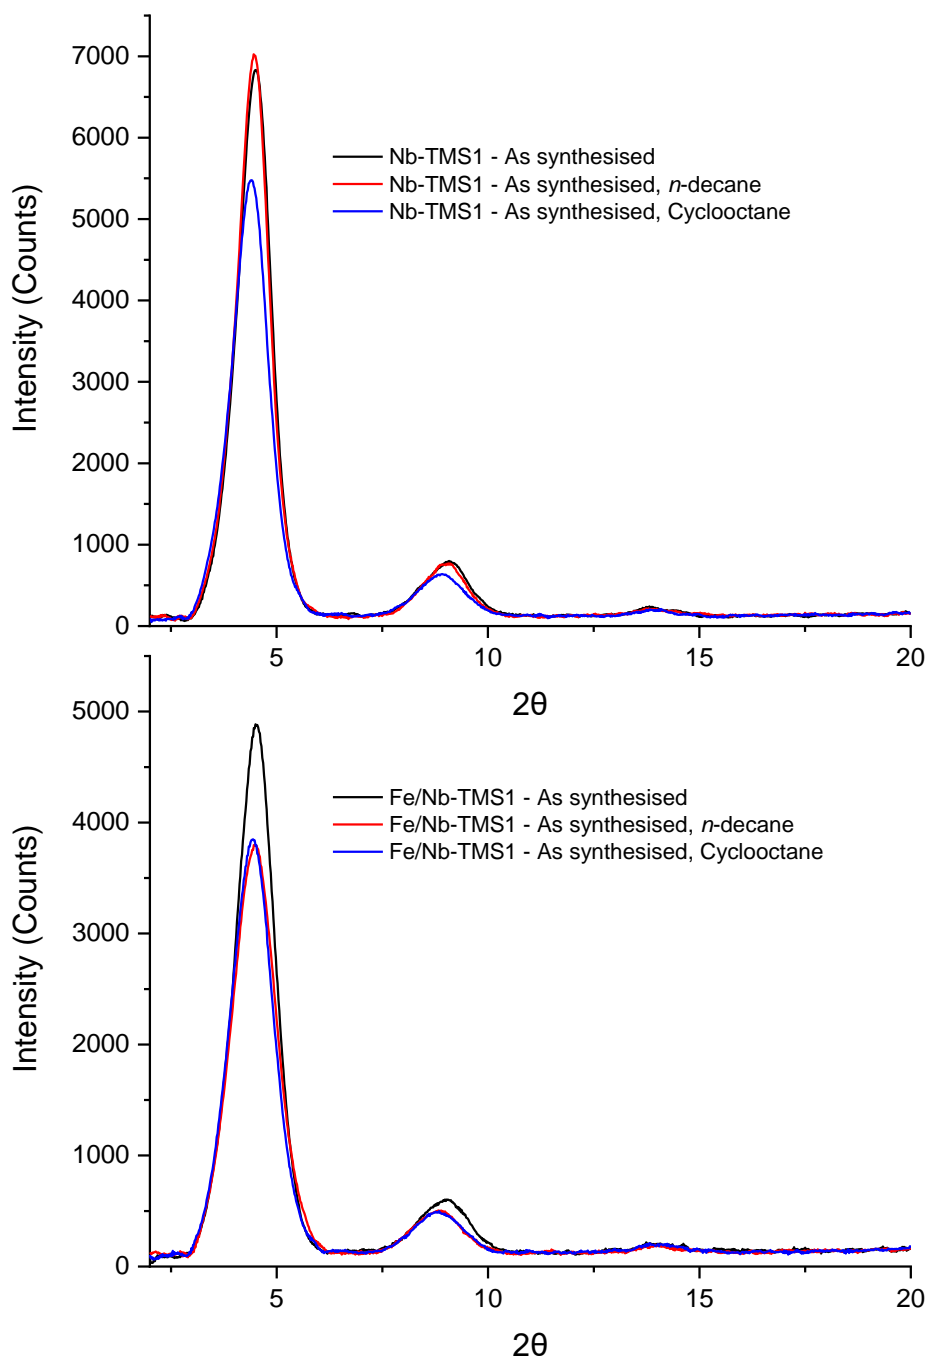 7000
6000
5000
4000
3000
2000
1000
0
Intensity (Counts)
Nb-TMS1 - As synthesised
Nb-TMS1 - As synthesised, n-decane
Nb-TMS1 - As synthesised, Cyclooctane
5 10 15 20
2θ
5000
4000
3000
2000
1000
0
Intensity (Counts)
Fe/Nb-TMS1 - As synthesised
Fe/Nb-TMS1 - As synthesised, n-decane
Fe/Nb-TMS1 - As synthesised, Cyclooctane
5 10 15 20
2θ